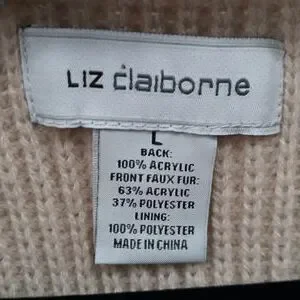 LIZ claiborne
L
BACK:
100% ACRYLIC
FRONT FAUX FUR:
63% ACRYLIC
37% POLYESTER
LINING:
100% POLYESTER
MADE IN CHINA